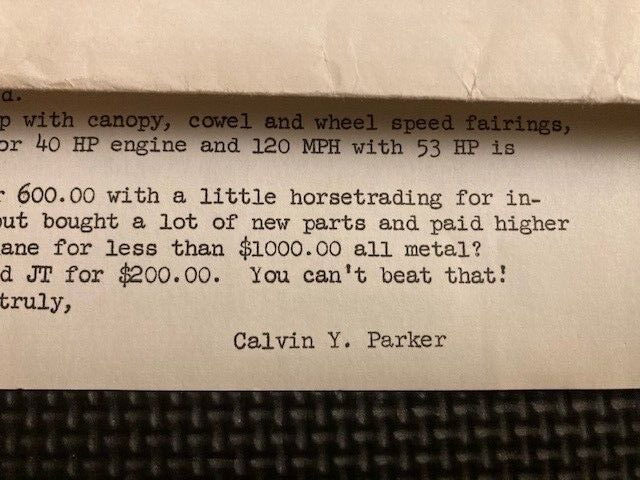 d.
p with canopy, cowel and wheel speed fairings,
or 40 HP engine and 120 MPH with 53 HP is
r 600.00 with a little horsetrading for in-
out bought a lot of new parts and paid higher
ane for less than $1000.00 all metal?
d JT for $200.00. You can't beat that!
truly,
Calvin Y. Parker